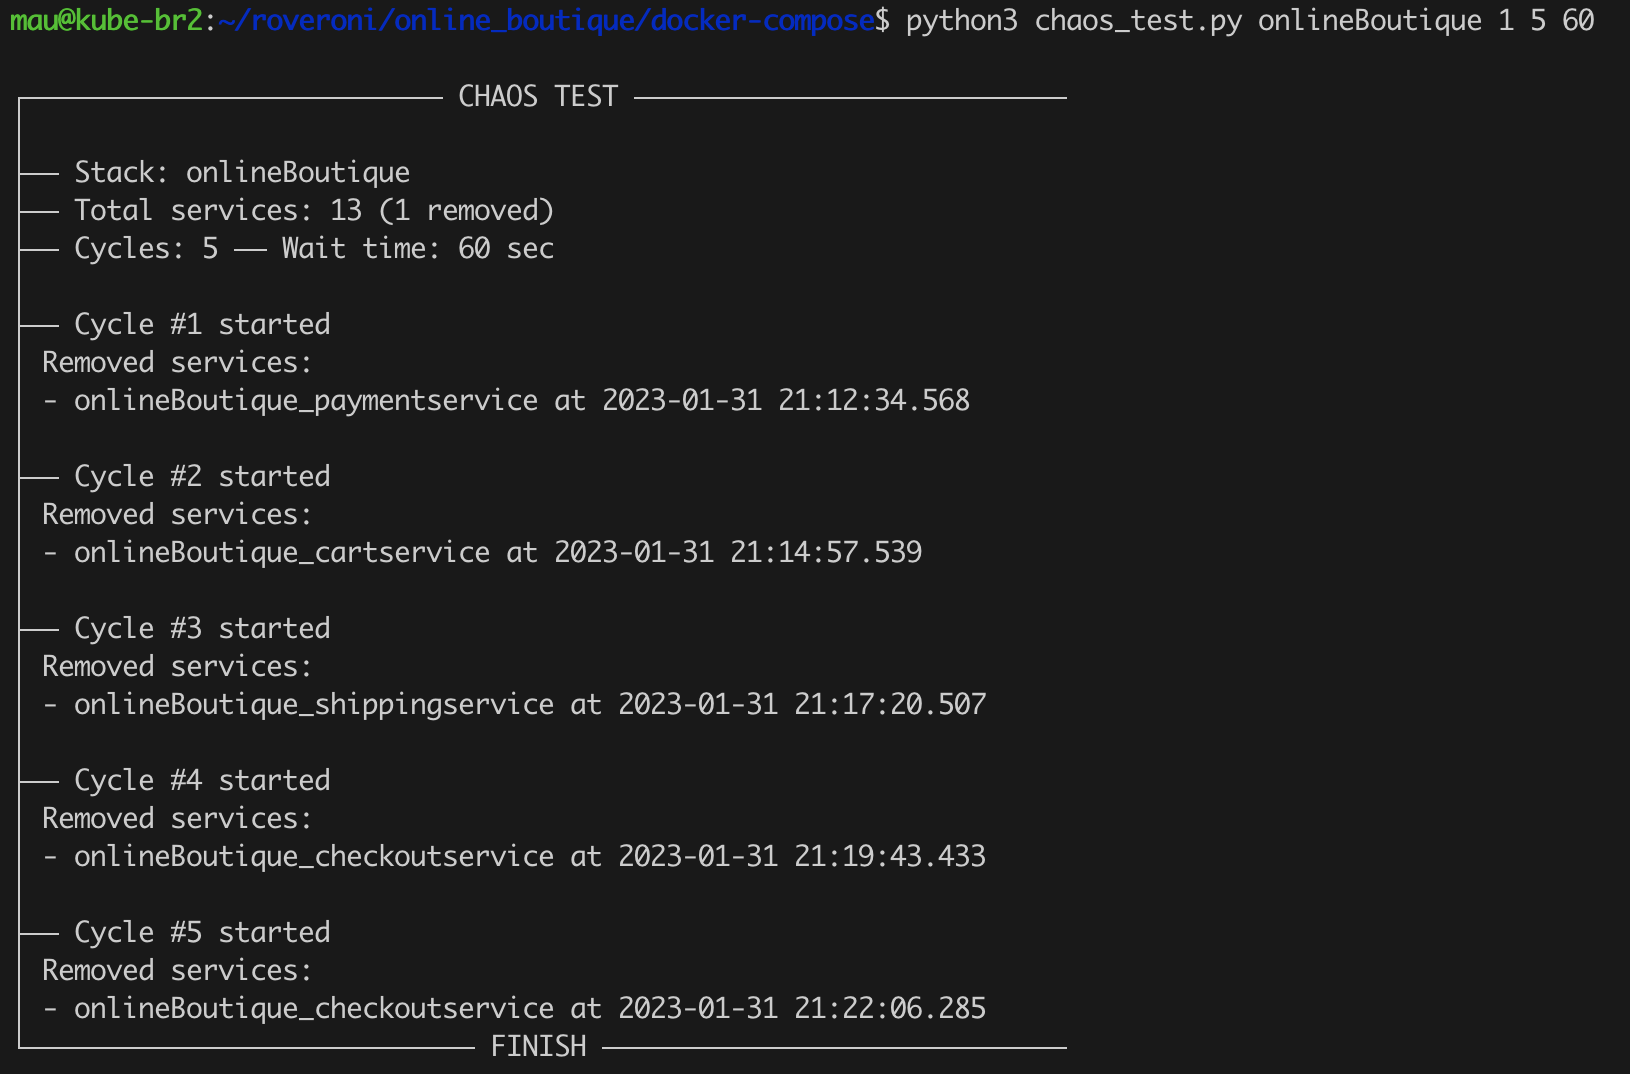 mau@kube-br2:~/roveroni/online_boutique/docker-compose$ python3 chaos_test.py onlineBoutique 1 5 60
CHAOS TEST
Stack: onlineBoutique
Total services: 13 (1 removed)
Cycles: 5 —— Wait time: 60 sec
Cycle #1 started
Removed services:
- onlineBoutique_paymentservice at 2023-01-31 21:12:34.568
Cycle #2 started
Removed services:
- onlineBoutique_cartservice at 2023-01-31 21:14:57.539
Cycle #3 started
Removed services:
- onlineBoutique_shippingservice at 2023-01-31 21:17:20.507
Cycle #4 started
Removed services:
- onlineBoutique_checkoutservice at 2023-01-31 21:19:43.433
Cycle #5 started
Removed services:
- onlineBoutique_checkoutservice at 2023-01-31 21:22:06.285
FINISH